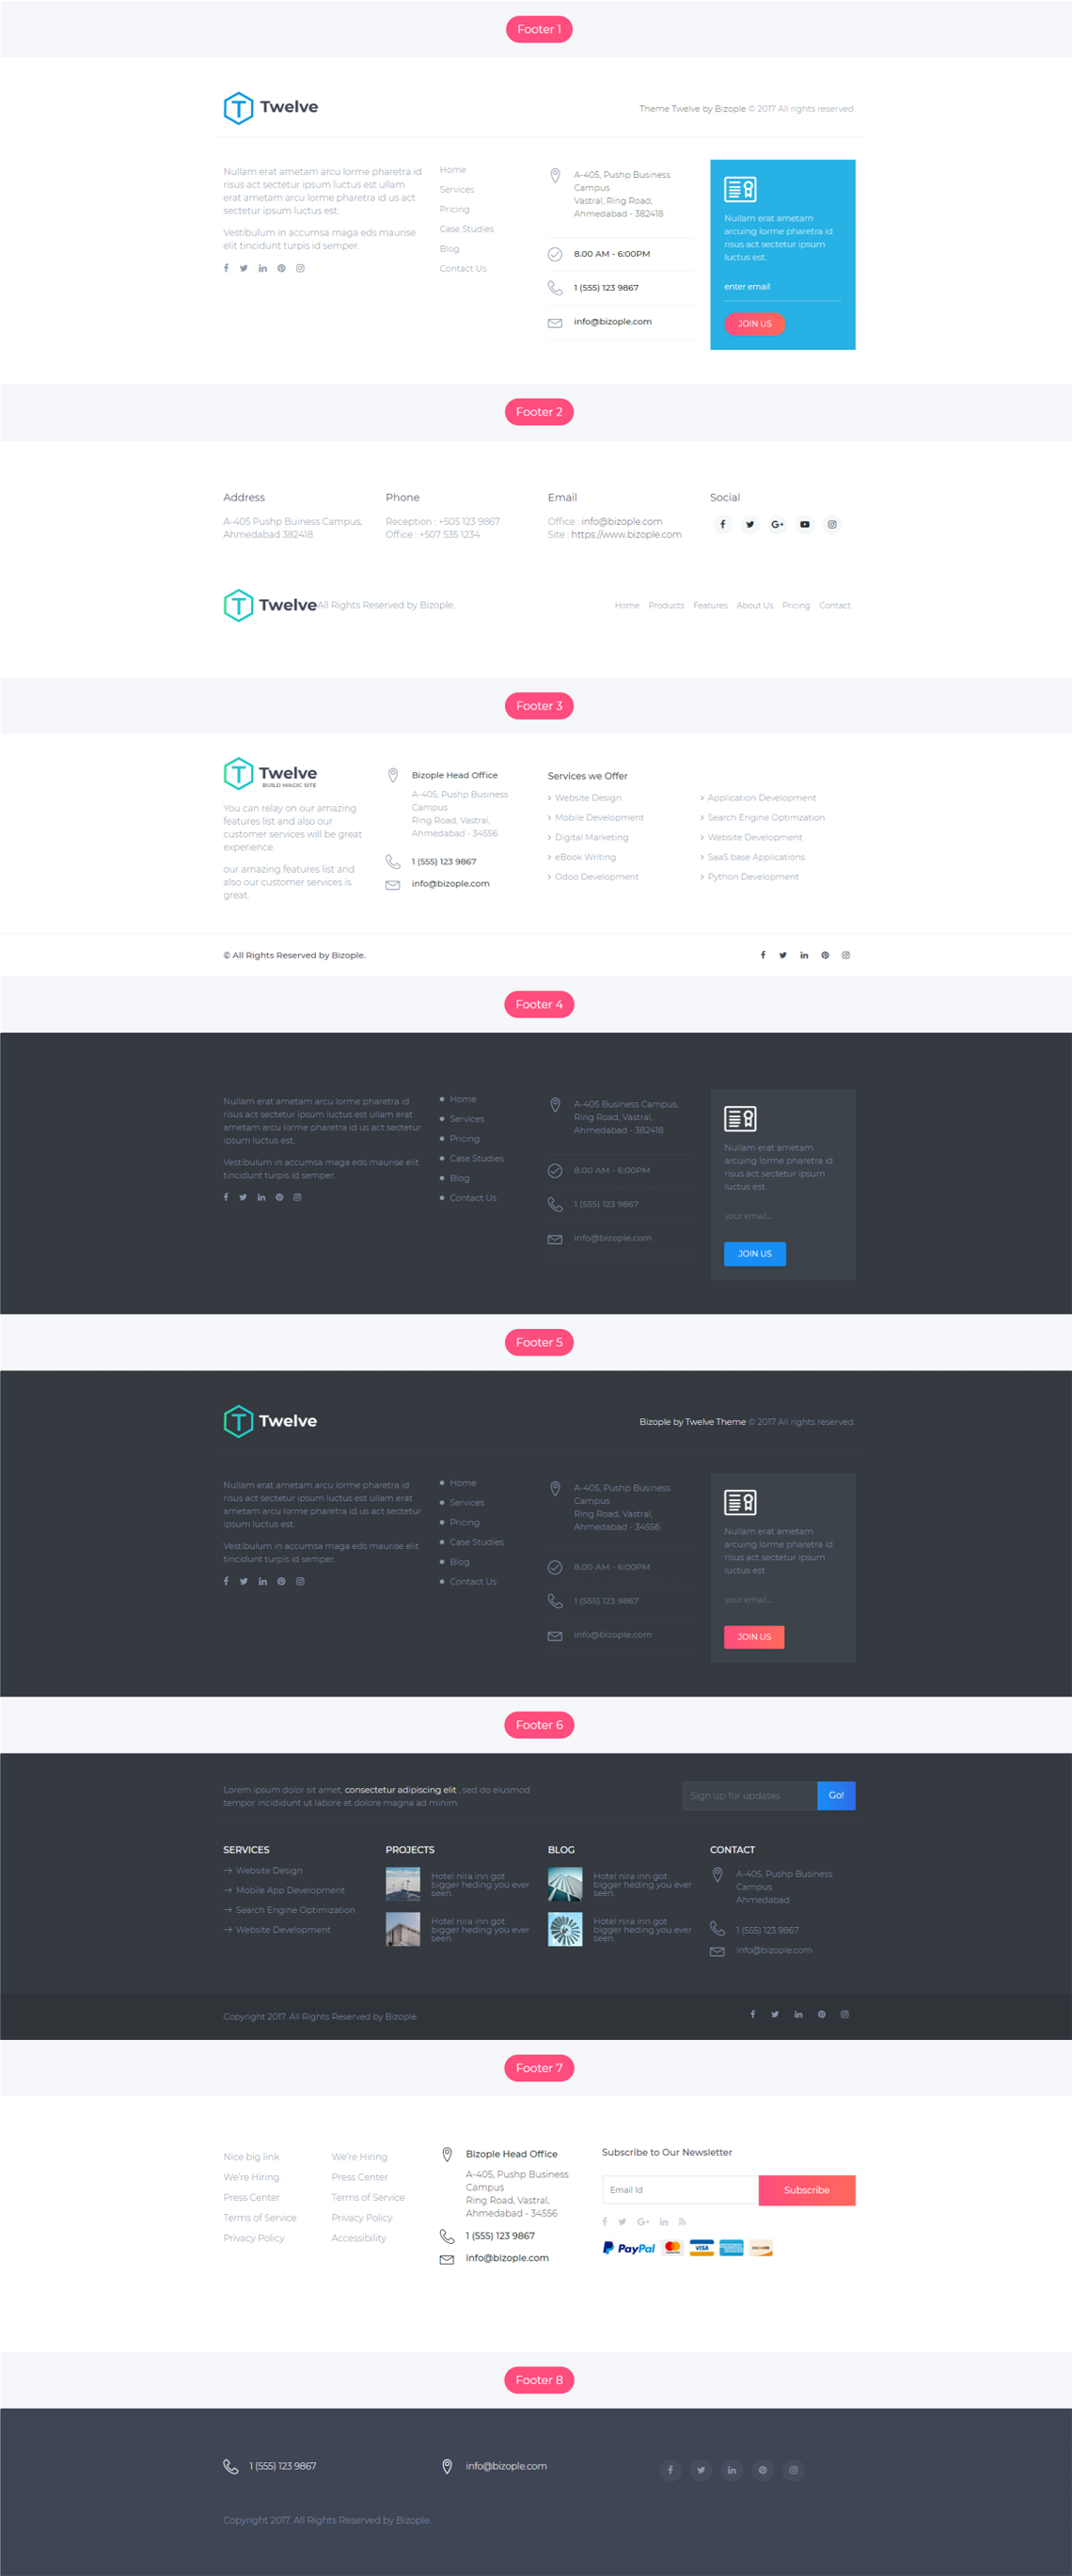 Footer 1
Twelve
Theme Twelve by Bizople © 2017 All rights reserved.
Nullam erat ametam arcu lorme pharetra id
risus act sectetur ipsum luctus est ullam
erat ametam arcu lorme pharetra id us act
sectetur ipsum luctus est.
Vestibulum in accumsa maga eds maurise
elit tincidunt turpis id semper.
Home
Services
Pricing
Case Studies
Blog
Contact Us
A-405, Pushp Business
Campus
Vastral, Ring Road,
Ahmedabad - 382418
8.00 AM - 6:00PM
1 (555) 123 9867
info@bizople.com
Nullam erat ametam
arcuing lorme pharetra id
risus act sectetur ipsum
luctus est.
enter email
JOIN US
Footer 2
Address
A-405 Pushp Buiness Campus,
Ahmedabad 382418
Phone
Reception : +505 123 9867
Office : +507 535 1234
Email
Office : info@bizople.com
Site : https://www.bizople.com
Social
Twelve All Rights Reserved by Bizople.
Home Products Features About Us Pricing Contact
Footer 3
Twelve
BUILD MAGIC SITE
You can relay on our amazing
features list and also our
customer services will be great
experience.
our amazing features list and
also our customer services is
great.
Bizople Head Office
A-405, Pushp Business
Campus
Ring Road, Vastral,
Ahmedabad - 34556
1 (555) 123 9867
info@bizople.com
Services we Offer
Website Design
Mobile Development
Digital Marketing
eBook Writing
Odoo Development
Application Development
Search Engine Optimzation
Website Development
SaaS base Applications
Python Development
© All Rights Reserved by Bizople.
Footer 4
Nullam erat ametam arcu lorme pharetra id
risus act sectetur ipsum luctus est ullam erat
ametam arcu lorme pharetra id us act sectetur
ipsum luctus est.
Vestibulum in accumsa maga eds maurise elit
tincidunt turpis id semper.
Home
Services
Pricing
Case Studies
Blog
Contact Us
A-405 Business Campus,
Ring Road, Vastral,
Ahmedabad - 382418
8.00 AM - 6:00PM
1 (555) 123 9867
info@bizople.com
Nullam erat ametam
arcuing lorme pharetra id
risus act sectetur ipsum
luctus est.
your email...
JOIN US
Footer 5
Twelve
Bizople by Twelve Theme © 2017 All rights reserved.
Nullam erat ametam arcu lorme pharetra id
risus act sectetur ipsum luctus est ullam erat
ametam arcu lorme pharetra id us act sectetur
ipsum luctus est.
Vestibulum in accumsa maga eds maurise elit
tincidunt turpis id semper.
Home
Services
Pricing
Case Studies
Blog
Contact Us
A-405, Pushp Business
Campus
Ring Road, Vastral,
Ahmedabad - 34556
8.00 AM - 6:00PM
1 (555) 123 9867
info@bizople.com
Nullam erat ametam
arcuing lorme pharetra id
risus act sectetur ipsum
luctus est.
your email...
JOIN US
Footer 6
Lorem ipsum dolor sit amet, consectetur adipiscing elit , sed do eiusmod
tempor incididunt ut labore et dolore magna ad minim.
Sign up for updates
Go!
SERVICES
Website Design
Mobile App Development
Search Engine Optimization
Website Development
PROJECTS
Hotel nira inn got
bigger heding you ever
seen.
Hotel nira inn got
bigger heding you ever
seen.
BLOG
Hotel nira inn got
bigger heding you ever
seen.
Hotel nira inn got
bigger heding you ever
seen.
CONTACT
A-405, Pushp Business
Campus
Ahmedabad
1 (555) 123 9867
info@bizople.com
Copyright 2017. All Rights Reserved by Bizople.
Footer 7
Nice big link
We're Hiring
Press Center
Terms of Service
Privacy Policy
We're Hiring
Press Center
Terms of Service
Privacy Policy
Accessibility
Bizople Head Office
A-405, Pushp Business
Campus
Ring Road, Vastral,
Ahmedabad - 34556
1 (555) 123 9867
info@bizople.com
Subscribe to Our Newsletter
Email Id
Subscribe
PayPal
VISA
Footer 8
1 (555) 123 9867
info@bizople.com
Copyright 2017. All Rights Reserved by Bizople.